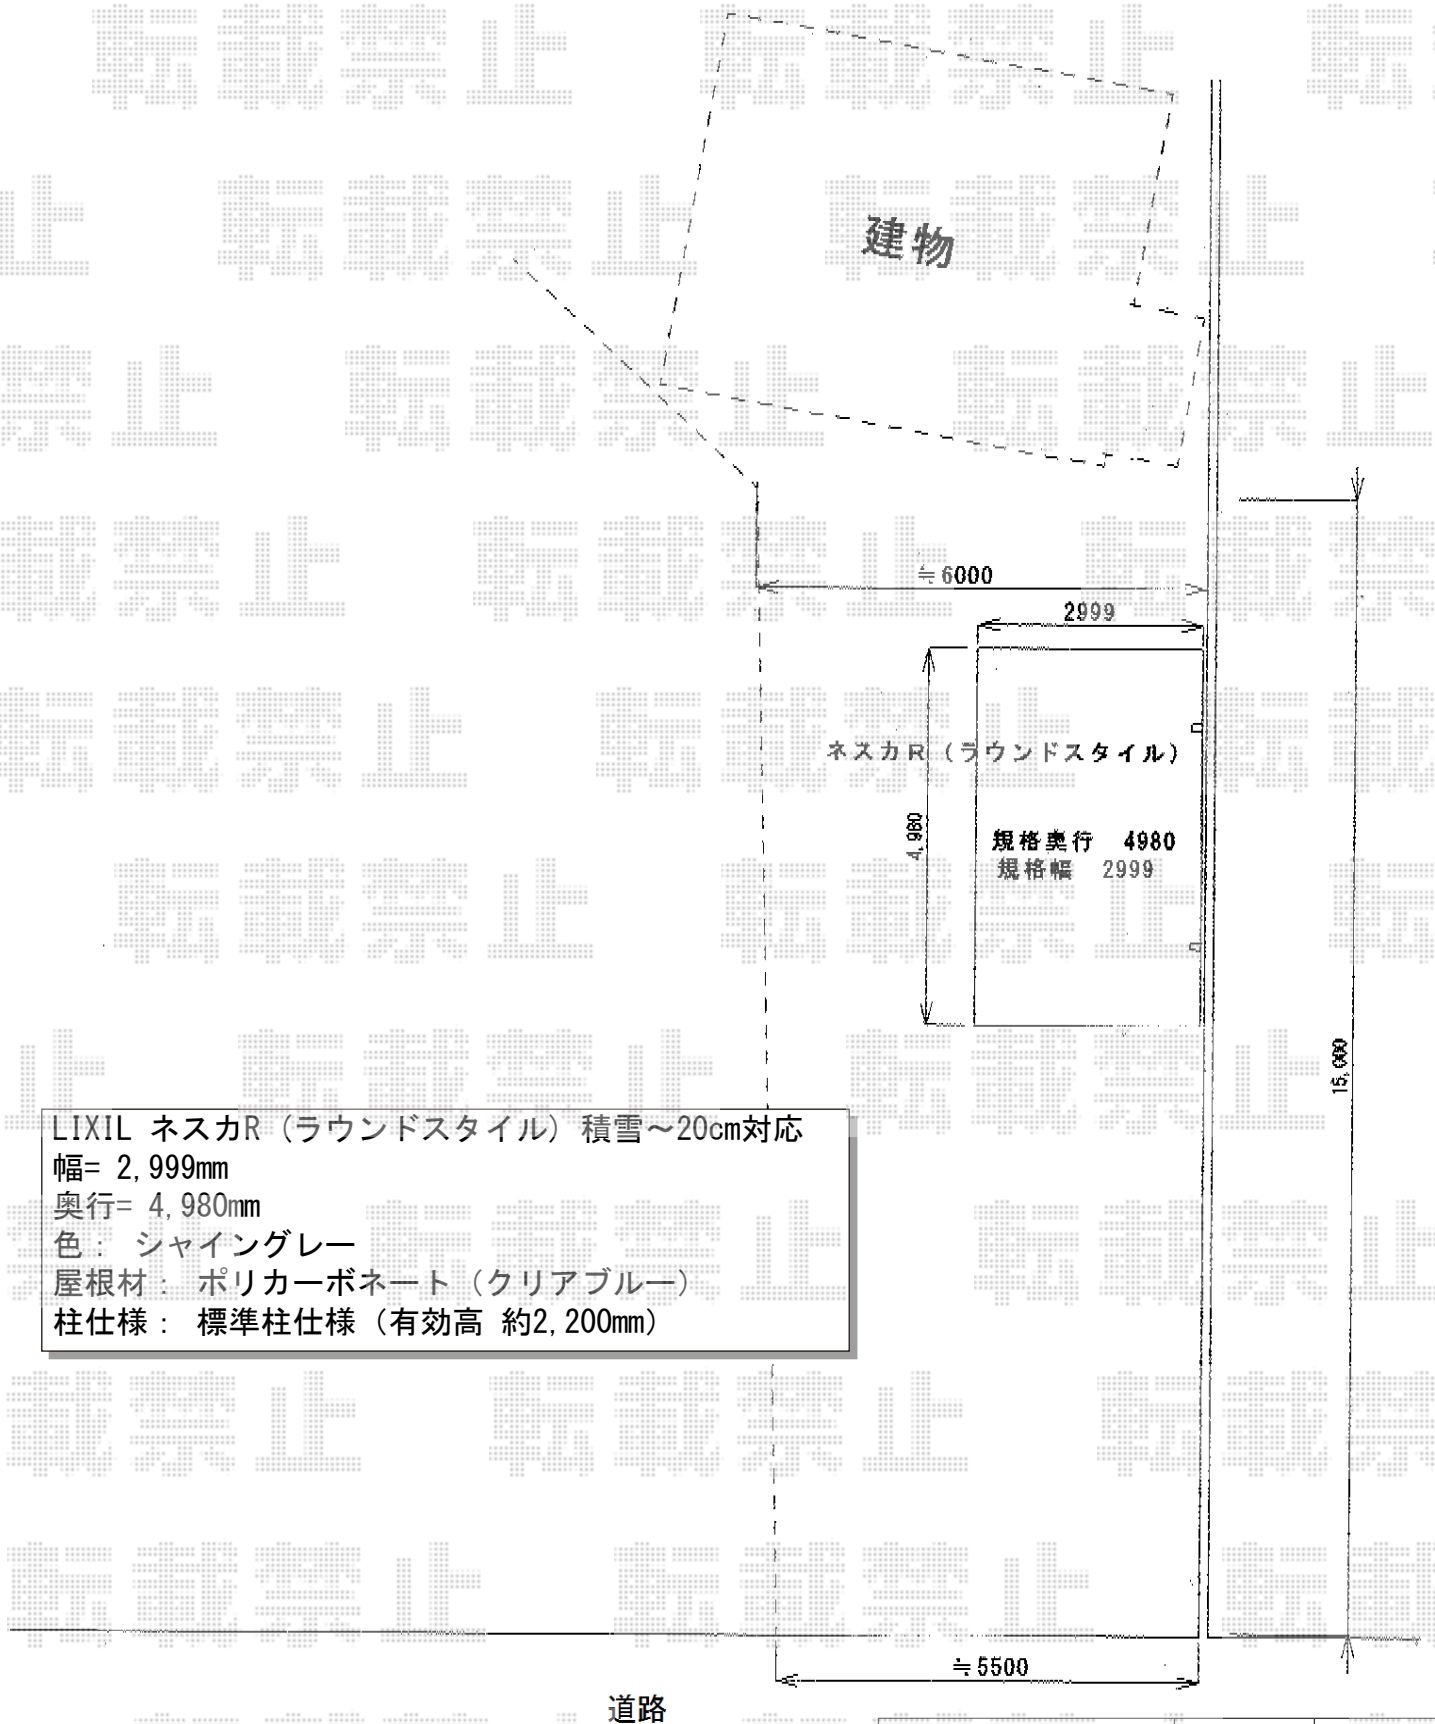 建物
≒6000
2999
ネスカR（ラウンドスタイル）
4,980
規格奥行 4980
規格幅 2999
15,000
LIXIL ネスカR（ラウンドスタイル）積雪～20cm対応
幅= 2,999mm
奥行= 4,980mm
色： シャイングレー
屋根材： ポリカーボネート（クリアブルー）
柱仕様： 標準柱仕様（有効高 約2,200mm）
≒5500
道路
転載禁止